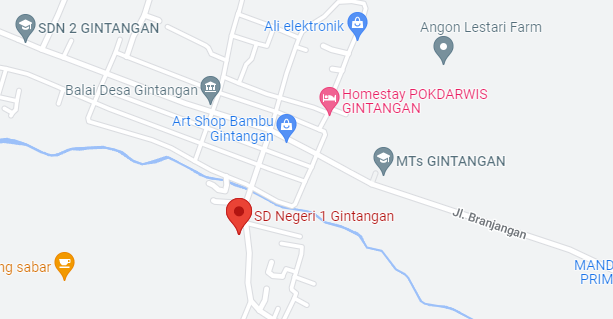 SDN 2 GINTANGAN
Ali elektronik
Angon Lestari Farm
Balai Desa Gintangan
Homestay POKDARWIS
GINTANGAN
Art Shop Bambu
Gintangan
MTs GINTANGAN
SD Negeri 1 Gintangan
Jl. Branjangan
ng sabar
MAND
PRIM